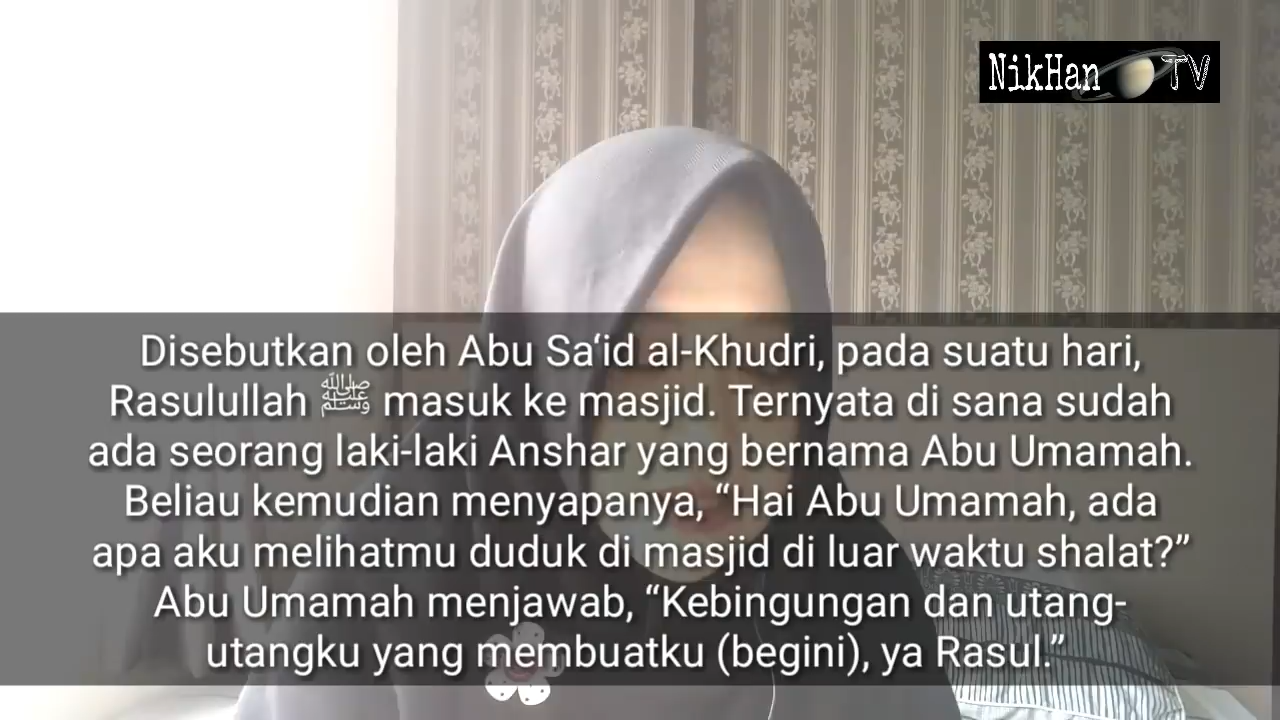 NikHan TV
Disebutkan oleh Abu Sa‘id al-Khudri, pada suatu hari,
Rasulullah ﷺ masuk ke masjid. Ternyata di sana sudah
ada seorang laki-laki Anshar yang bernama Abu Umamah.
Beliau kemudian menyapanya, “Hai Abu Umamah, ada
apa aku melihatmu duduk di masjid di luar waktu shalat?”
Abu Umamah menjawab, “Kebingungan dan utang-
utangku yang membuatku (begini), ya Rasul.”